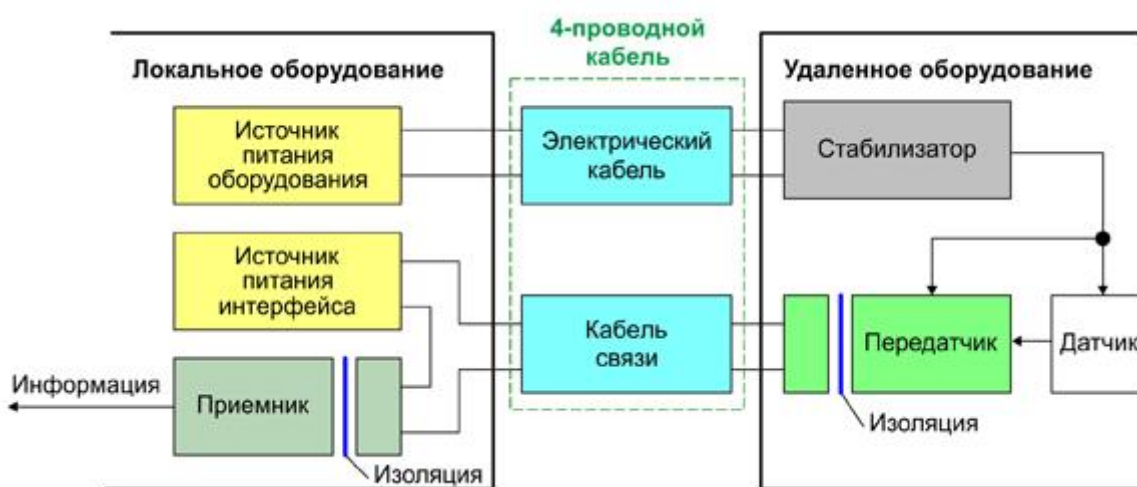 4-проводной
кабель
Локальное оборудование
Удаленное оборудование
Источник
питания
оборудования
Электрический
кабель
Стабилизатор
Источник
питания
интерфейса
Кабель
связи
Передатчик
Датчик
Информация
Приемник
Изоляция
Изоляция